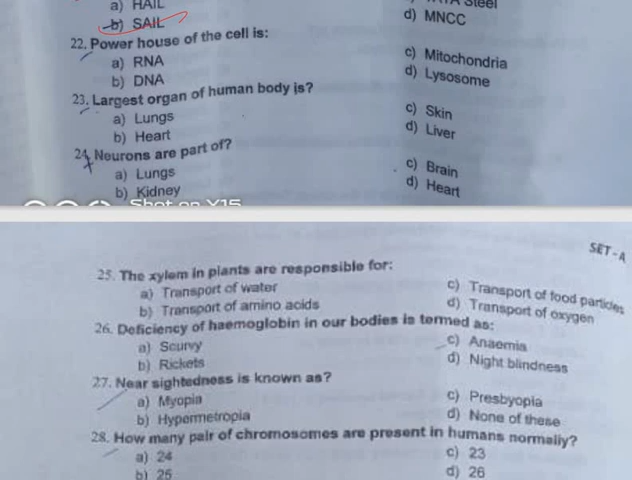 a) HAIL
b) SAIL
Steel
d) MNCC
22. Power house of the cell is:
a) RNA
b) DNA
c) Mitochondria
d) Lysosome
23. Largest organ of human body is?
a) Lungs
b) Heart
c) Skin
d) Liver
24. Neurons are part of?
a) Lungs
b) Kidney
c) Brain
d) Heart
Shot on Y15
SET-A
25. The xylem in plants are responsible for:
a) Transport of water
b) Transport of amino acids
c) Transport of food particles
d) Transport of oxygen
26. Deficiency of haemoglobin in our bodies is termed as:
a) Scurvy
b) Rickets
c) Anaemia
d) Night blindness
27. Near sightedness is known as?
a) Myopia
b) Hypermetropia
c) Presbyopia
d) None of these
28. How many pair of chromosomes are present in humans normally?
a) 24
b) 25
c) 23
d) 26